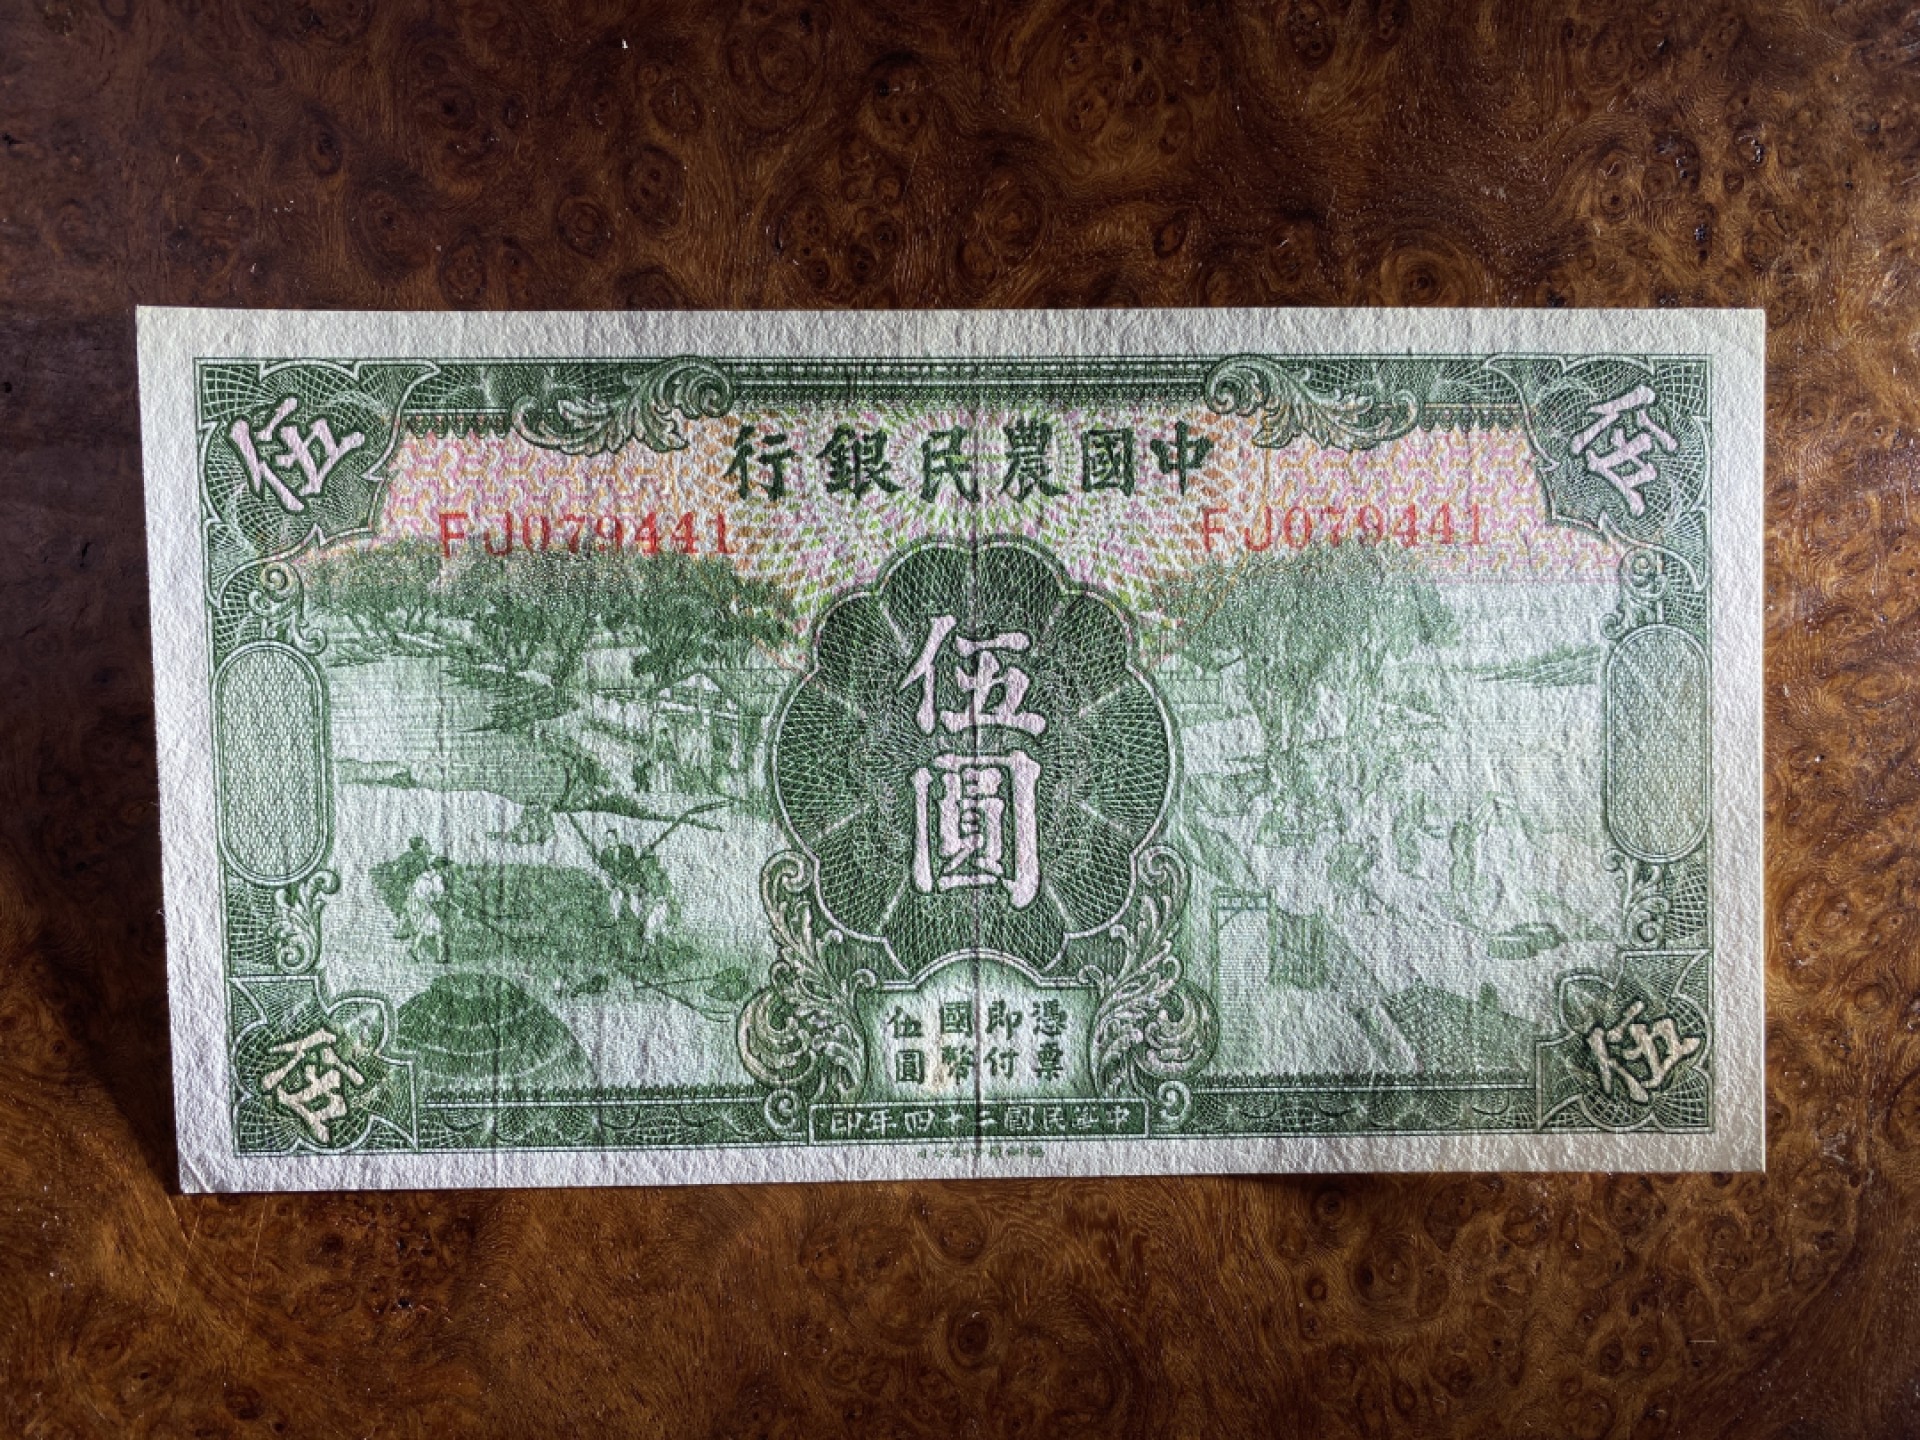 中國農民銀行
FJ079441
FJ079441
伍
伍
伍圓
憑票
即付
國幣
伍圓
伍
伍
中華民國二十四年印